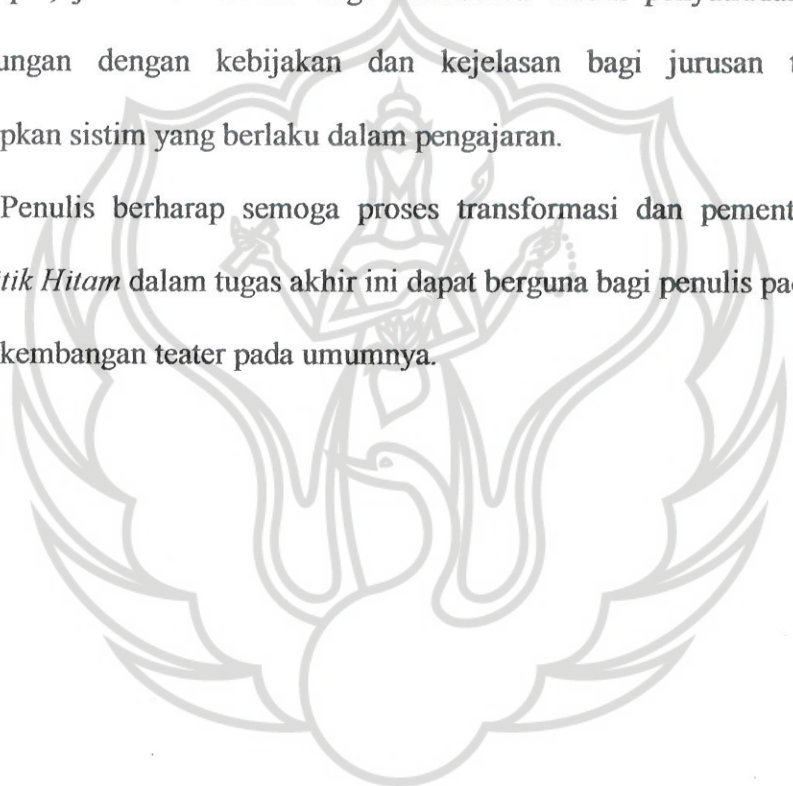 ungan dengan kebijakan dan kejelasan bagi jurusan t
pkan sistim yang berlaku dalam pengajaran.
Penulis berharap semoga proses transformasi dan pement
tik Hitam dalam tugas akhir ini dapat berguna bagi penulis pa
kembangan teater pada umumnya.